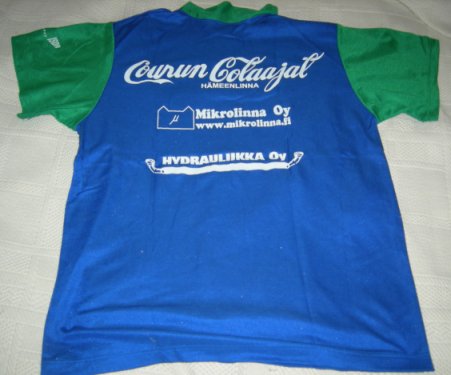 Courun Colaajat
HÄMEENLINNA
µ
Mikrolinna Oy
www.mikrolinna.fi
HYDRAULIIKKA Oy